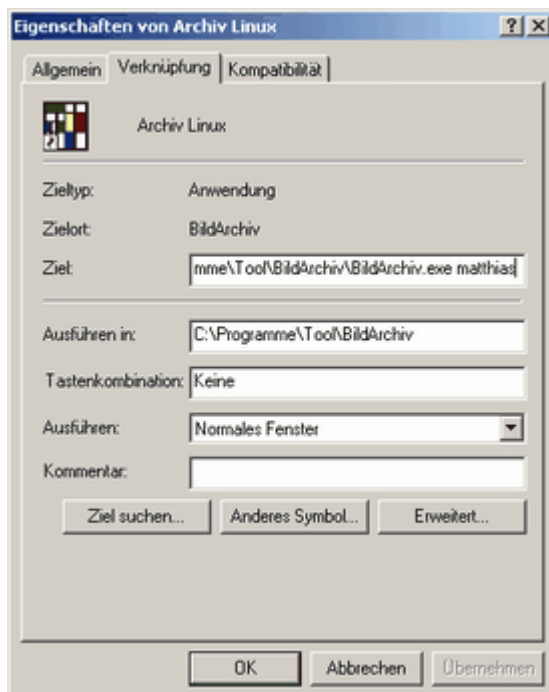 Eigenschaften von Archiv Linux
Allgemein Verknüpfung Kompatibilität
Archiv Linux
Zieltyp: Anwendung
Zielort: BildArchiv
Ziel: mme\Tool\BildArchiv\BildArchiv.exe matthias
Ausführen in: C:\Programme\Tool\BildArchiv
Tastenkombination: Keine
Ausführen: Normales Fenster
Kommentar:
Ziel suchen... Anderes Symbol... Erweitert...
OK Abbrechen Übernehmen